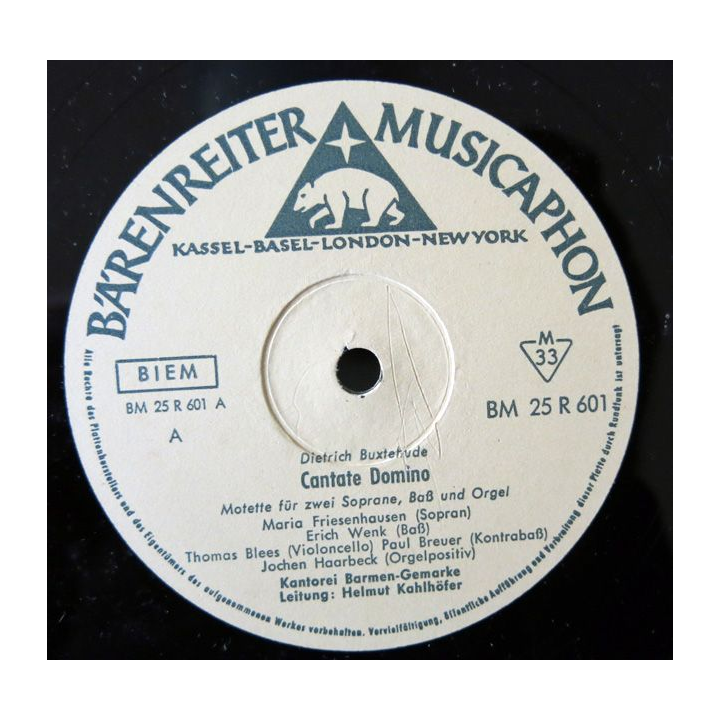 BÄRENREITER MUSICAPHON
KASSEL-BASEL-LONDON-NEW YORK
BIEM
M
33
BM 25 R 601 A
BM 25 R 601
A
Dietrich Buxtehude
Cantate Domino
Motette für zwei Soprane, Baß und Orgel
Maria Friesenhausen (Sopran)
Erich Wenk (Baß)
Thomas Blees (Violoncello) Paul Breuer (Kontrabaß)
Jochen Haarbeck (Orgelpositiv)
Kantorei Barmen-Gemarke
Leitung: Helmut Kahlhöfer
Alle Rechte des Plattenherstellers und des Eigentümers des aufgenommenen Werkes vorbehalten. Vervielfältigung, öffentliche Aufführung und Verbreitung dieser Platte durch Rundfunk ist untersagt